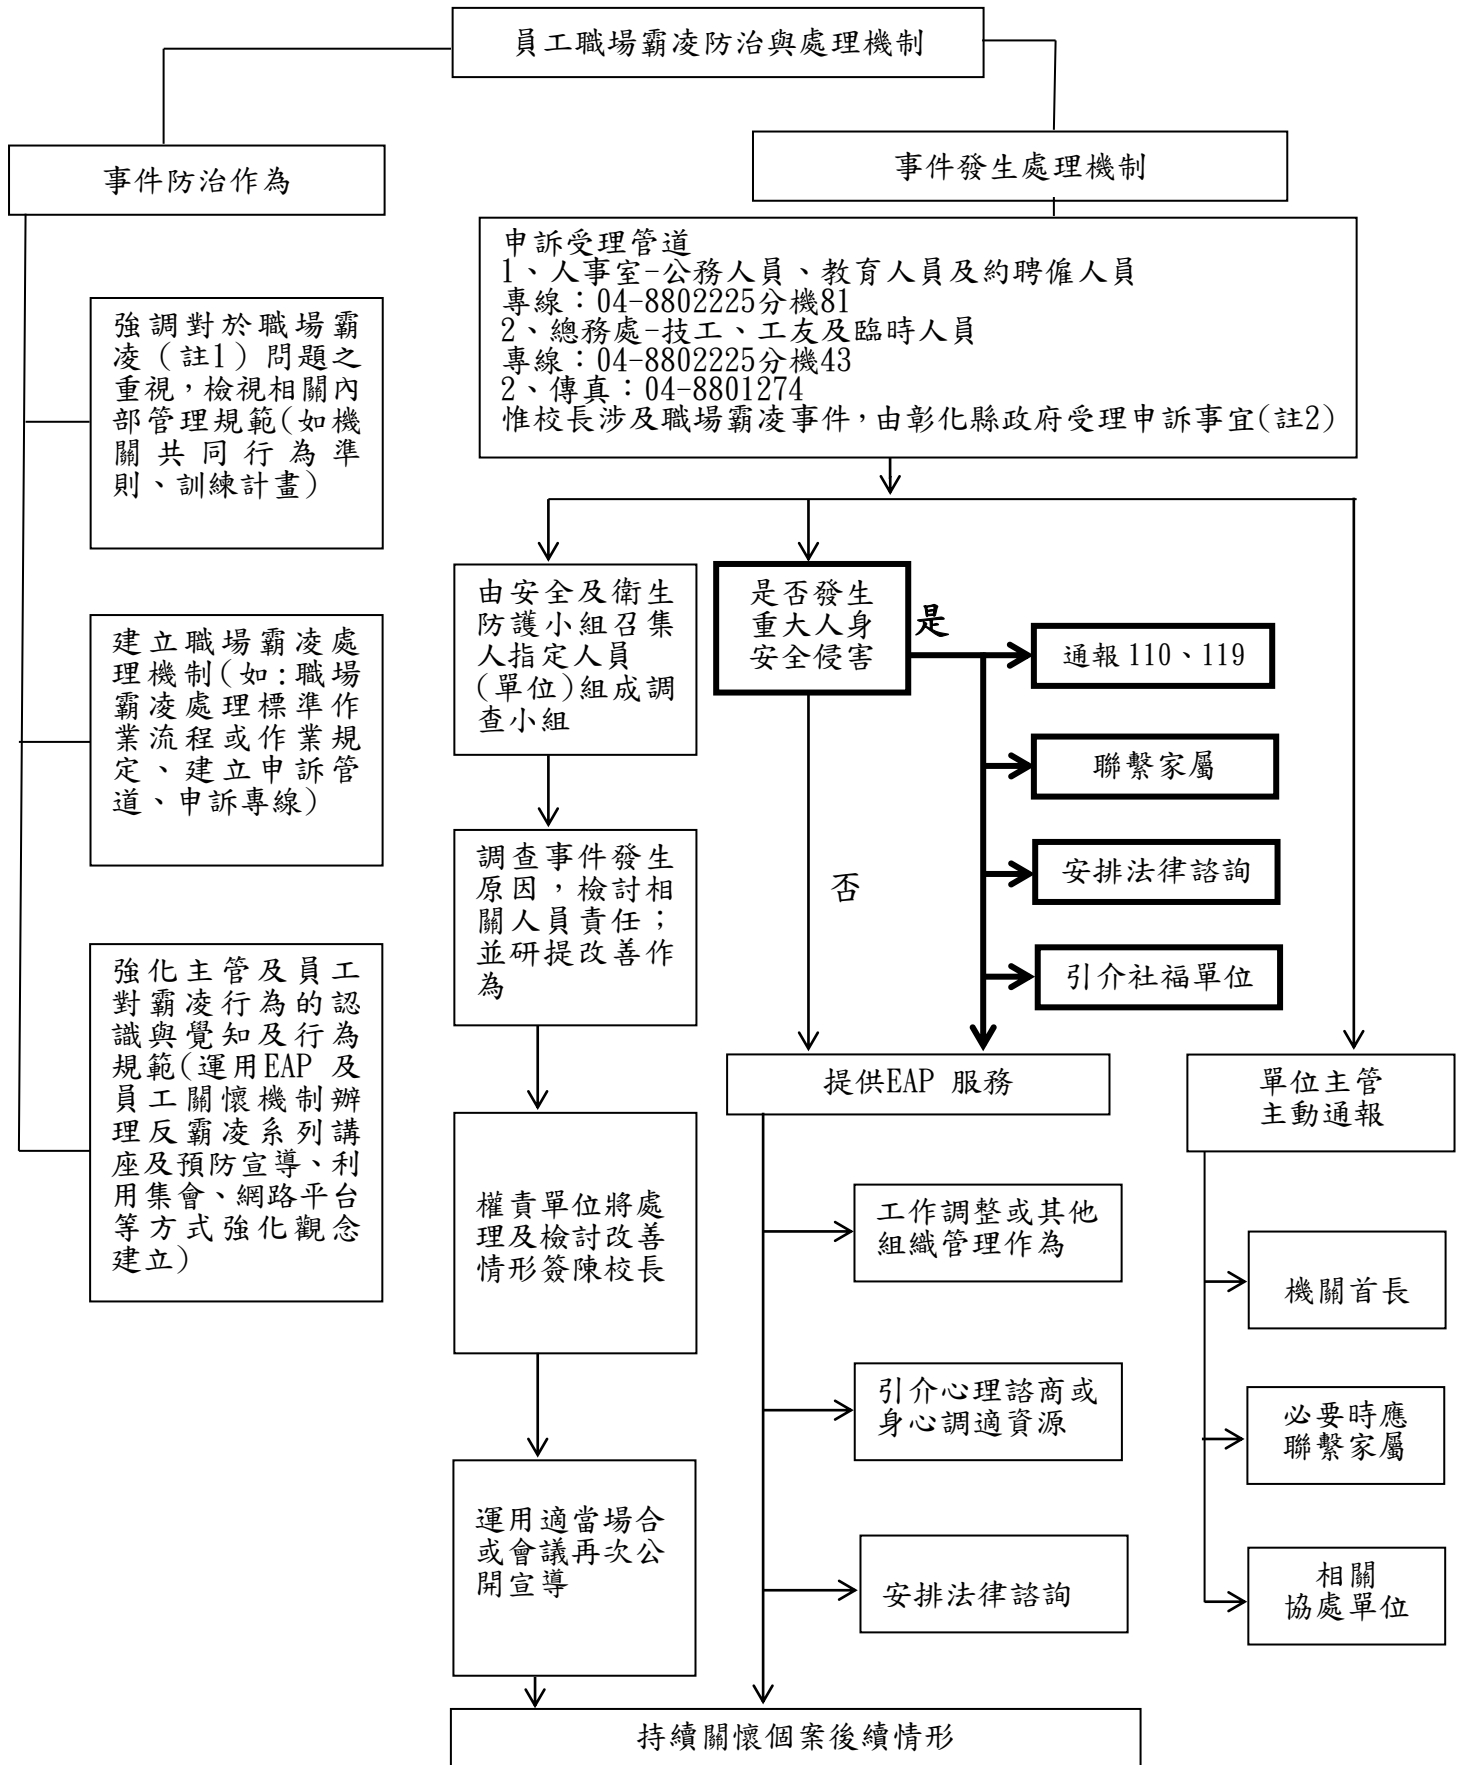 員工職場霸凌防治與處理機制
事件防治作為
事件發生處理機制
強調對於職場霸
凌（註1）問題之
重視，檢視相關內
部管理規範(如機
關共同行為準
則、訓練計畫)
建立職場霸凌處
理機制(如:職場
霸凌處理標準作
業流程或作業規
定、建立申訴管
道、申訴專線)
強化主管及員工
對霸凌行為的認
識與覺知及行為
規範(運用EAP 及
員工關懷機制辦
理反霸凌系列講
座及預防宣導、利
用集會、網路平台
等方式強化觀念
建立)
申訴受理管道
1、人事室-公務人員、教育人員及約聘僱人員
專線：04-8802225分機81
2、總務處-技工、工友及臨時人員
專線：04-8802225分機43
2、傳真：04-8801274
惟校長涉及職場霸凌事件，由彰化縣政府受理申訴事宜(註2)
由安全及衛生
防護小組召集
人指定人員
(單位)組成調
查小組
調查事件發生
原因，檢討相
關人員責任；
並研提改善作
為
權責單位將處
理及檢討改善
情形簽陳校長
運用適當場合
或會議再次公
開宣導
是否發生
重大人身
安全侵害
是
否
通報 110、119
聯繫家屬
安排法律諮詢
引介社福單位
提供EAP 服務
工作調整或其他
組織管理作為
引介心理諮商或
身心調適資源
安排法律諮詢
單位主管
主動通報
機關首長
必要時應
聯繫家屬
相關
協處單位
持續關懷個案後續情形